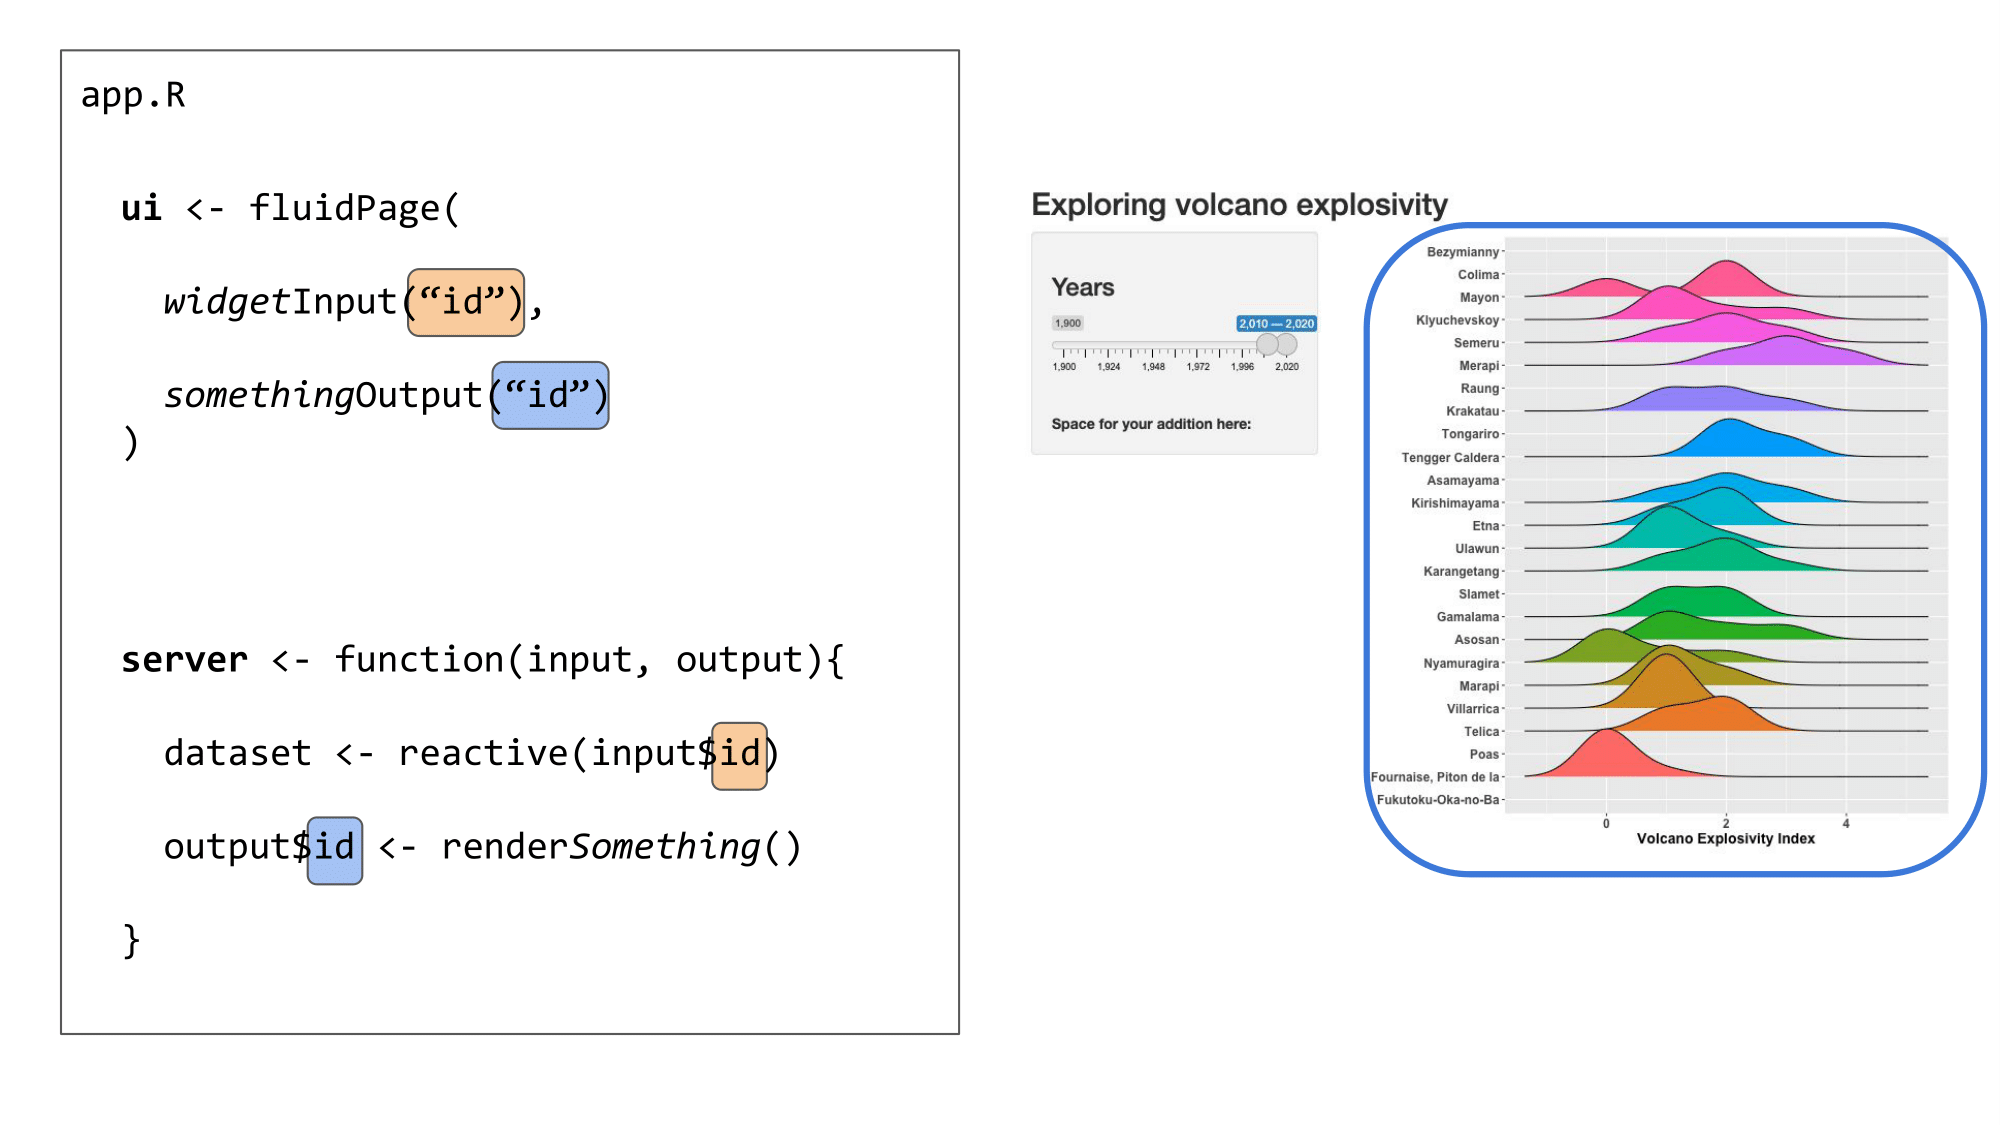 app.R
ui <- fluidPage(
widgetInput(“id”),
somethingOutput(“id”)
)
server <- function(input, output){
dataset <- reactive(input$id)
output$id <- renderSomething()
}
Exploring volcano explosivity
Years
1,900
2,010 — 2,020
1,900 1,924 1,948 1,972 1,996 2,020
Space for your addition here:
Bezymianny
Colima
Mayon
Klyuchevskoy
Semeru
Merapi
Raung
Krakatau
Tongariro
Tengger Caldera
Asamayama
Kirishimayama
Etna
Ulawun
Karangetang
Slamet
Gamalama
Asosan
Nyamuragira
Marapi
Villarrica
Telica
Poas
Fournaise, Piton de la
Fukutoku-Oka-no-Ba
0 2 4
Volcano Explosivity Index